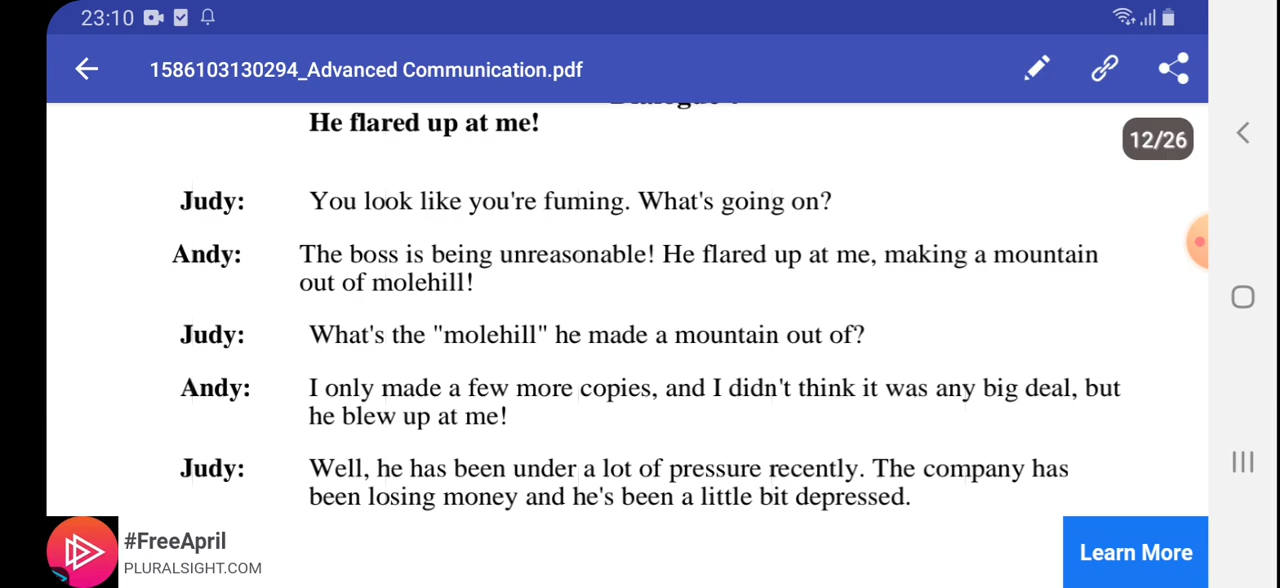 23:10
1586103130294_Advanced Communication.pdf
He flared up at me!
12/26
Judy: You look like you're fuming. What's going on?
Andy: The boss is being unreasonable! He flared up at me, making a mountain
out of molehill!
Judy: What's the "molehill" he made a mountain out of?
Andy: I only made a few more copies, and I didn't think it was any big deal, but
he blew up at me!
Judy: Well, he has been under a lot of pressure recently. The company has
been losing money and he's been a little bit depressed.
#FreeApril
PLURALSIGHT.COM
Learn More